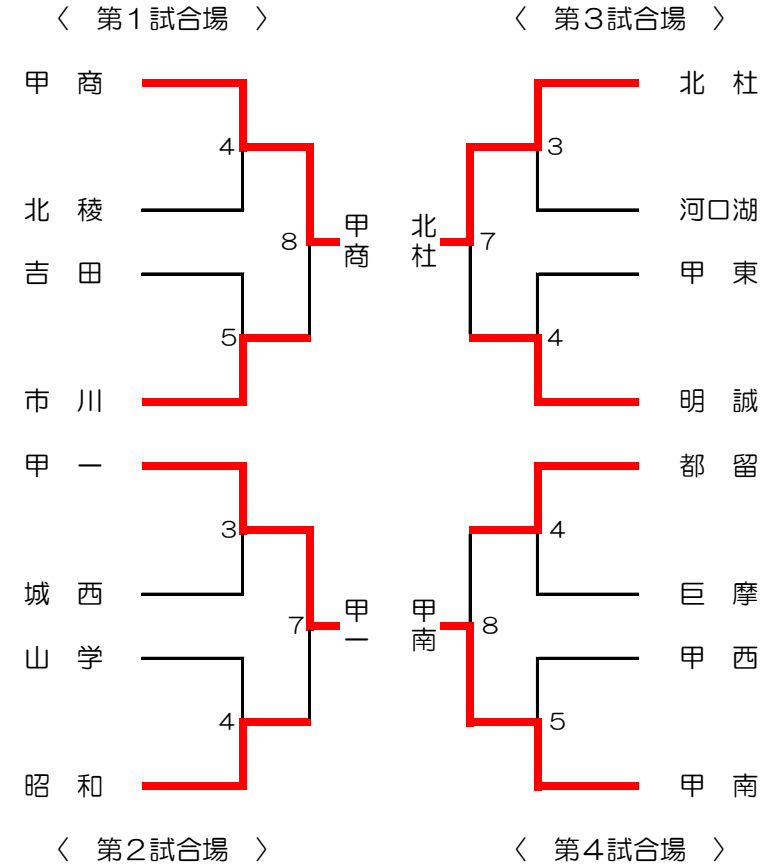 〈 第1試合場 〉
甲 商
4
北 稜
8
甲商
吉 田
5
市 川
甲 一
3
城 西
7
甲一
山 学
4
昭 和
〈 第2試合場 〉
〈 第3試合場 〉
北 杜
3
河口湖
北杜
7
甲 東
4
明 誠
都 留
4
巨 摩
甲南
8
甲 西
5
甲 南
〈 第4試合場 〉